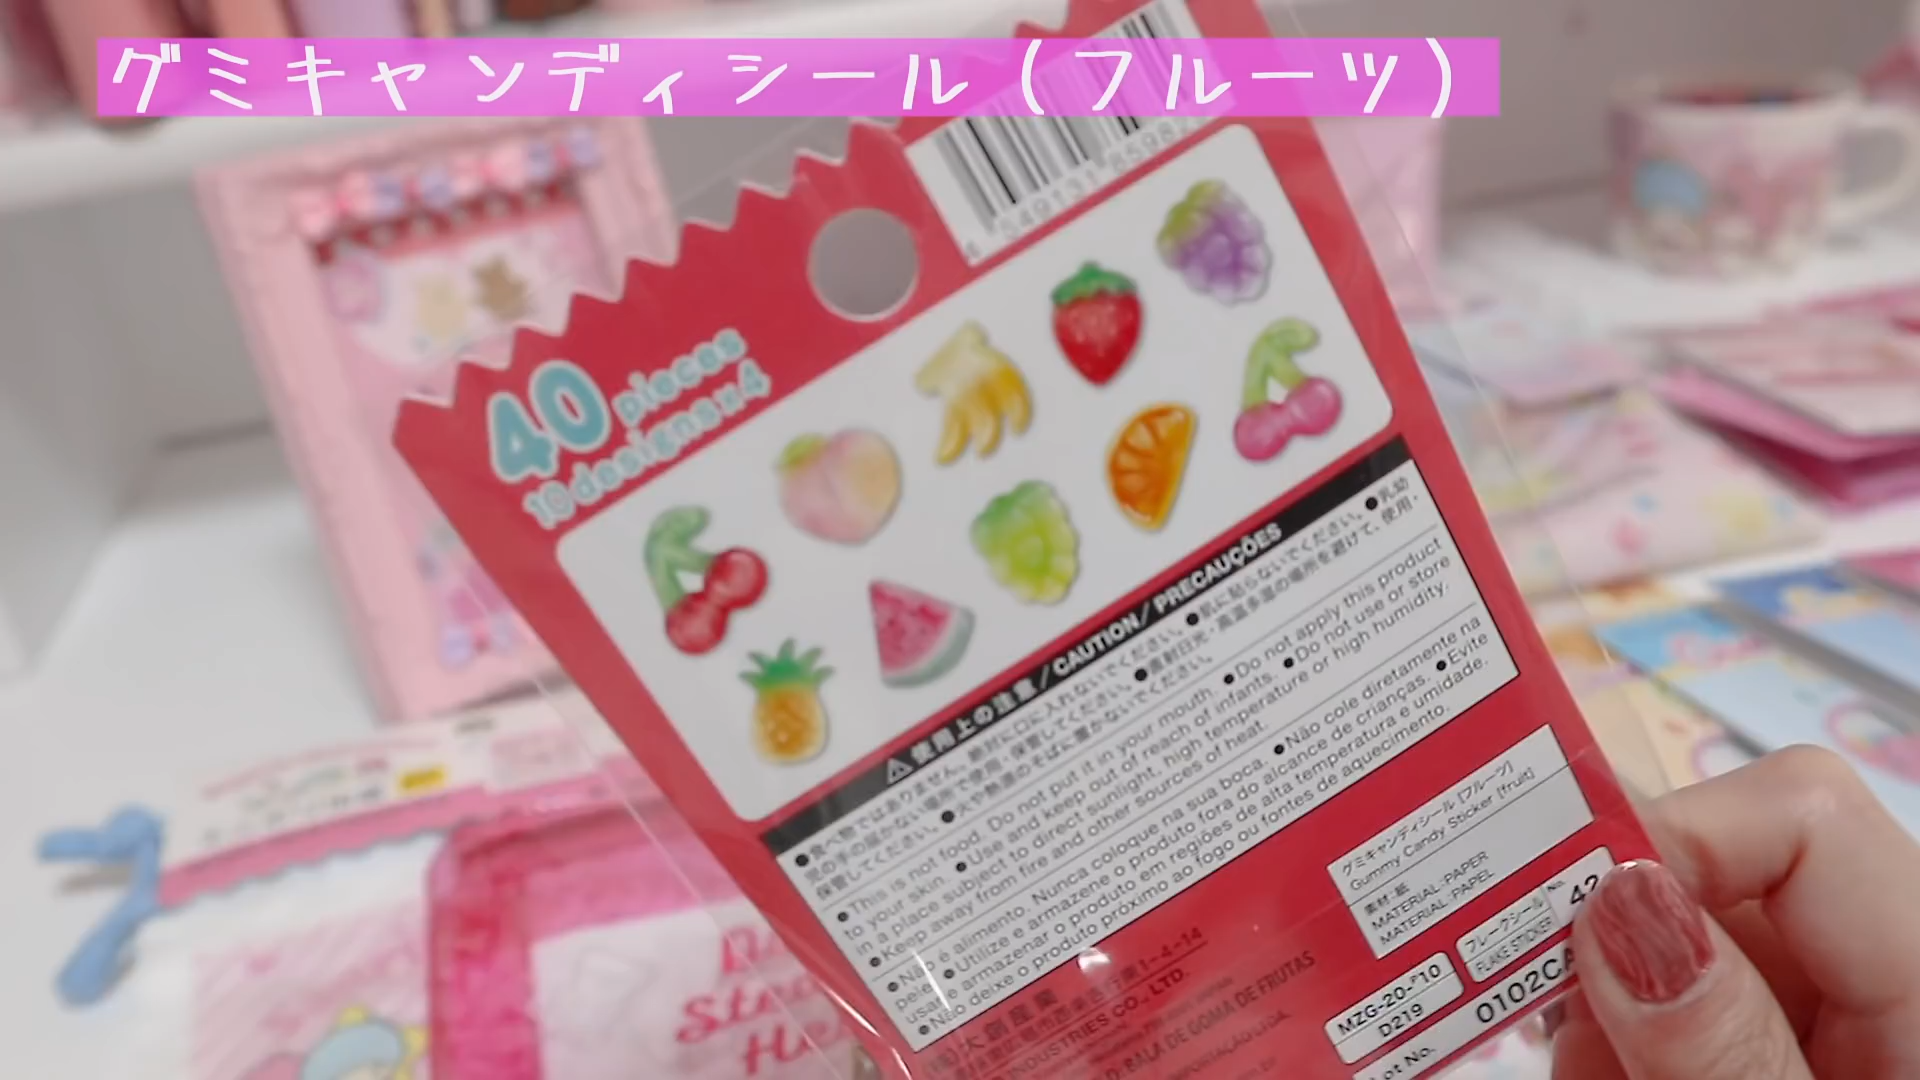 グミキャンディシール（フルーツ）
40 pieces
10designs×4
使用上の注意/CAUTION/PRECAUÇÕES
●食べ物ではありません。絶対に口に入れないでください。●肌に貼らないでください。●乳幼
児の手の届かない場所で使用・保管してください。●直射日光・高温多湿の場所を避けて、使用・
保管してください。●火や熱源のそばに置かないでください。
●This is not food. Do not put it in your mouth. ●Do not apply this product
to your skin. ●Use and keep out of reach of infants. ●Do not use or store
in a place subject to direct sunlight, high temperature or high humidity.
●Keep away from fire and other sources of heat.
●Não é alimento. Nunca coloque na sua boca. ●Não cole diretamente na
pele. ●Utilize e armazene o produto fora do alcance de crianças. ●Evite
usar e armazenar o produto em regiões de alta temperatura e umidade.
●Não deixe o produto próximo ao fogo ou fontes de aquecimento.
グミキャンディシール [フルーツ]
Gummy Candy Sticker [fruit]
素材:紙
MATERIAL:PAPER
MATERIAL:PAPEL
フレークシール
FLAKE STICKER
No.
42
MZG-20-P10
D219
0102CA
Lot No.
INDUSTRIES CO., LTD.
BALA DE GOMA DE FRUTAS